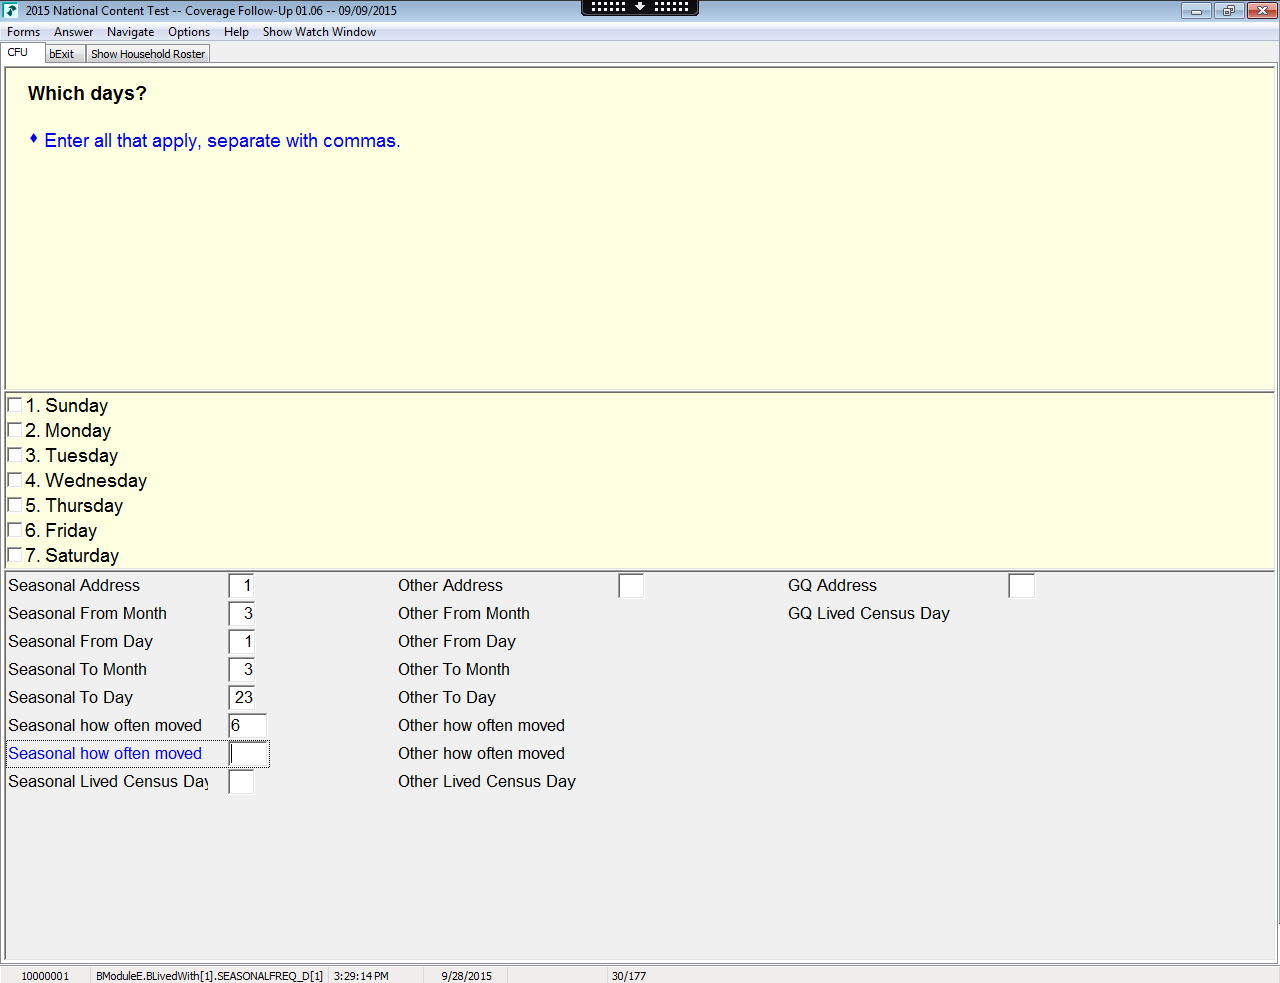 2015 National Content Test -- Coverage Follow-Up 01.06 -- 09/09/2015
Forms Answer Navigate Options Help Show Watch Window
CFU bExit Show Household Roster
Which days?
Enter all that apply, separate with commas.
1. Sunday
2. Monday
3. Tuesday
4. Wednesday
5. Thursday
6. Friday
7. Saturday
Seasonal Address 1 Other Address GQ Address
Seasonal From Month 3 Other From Month GQ Lived Census Day
Seasonal From Day 1 Other From Day
Seasonal To Month 3 Other To Month
Seasonal To Day 23 Other To Day
Seasonal how often moved 6 Other how often moved
Seasonal how often moved Other how often moved
Seasonal Lived Census Day Other Lived Census Day
10000001 BModuleE.BLivedWith[1].SEASONALFREQ_D[1] 3:29:14 PM 9/28/2015 30/177